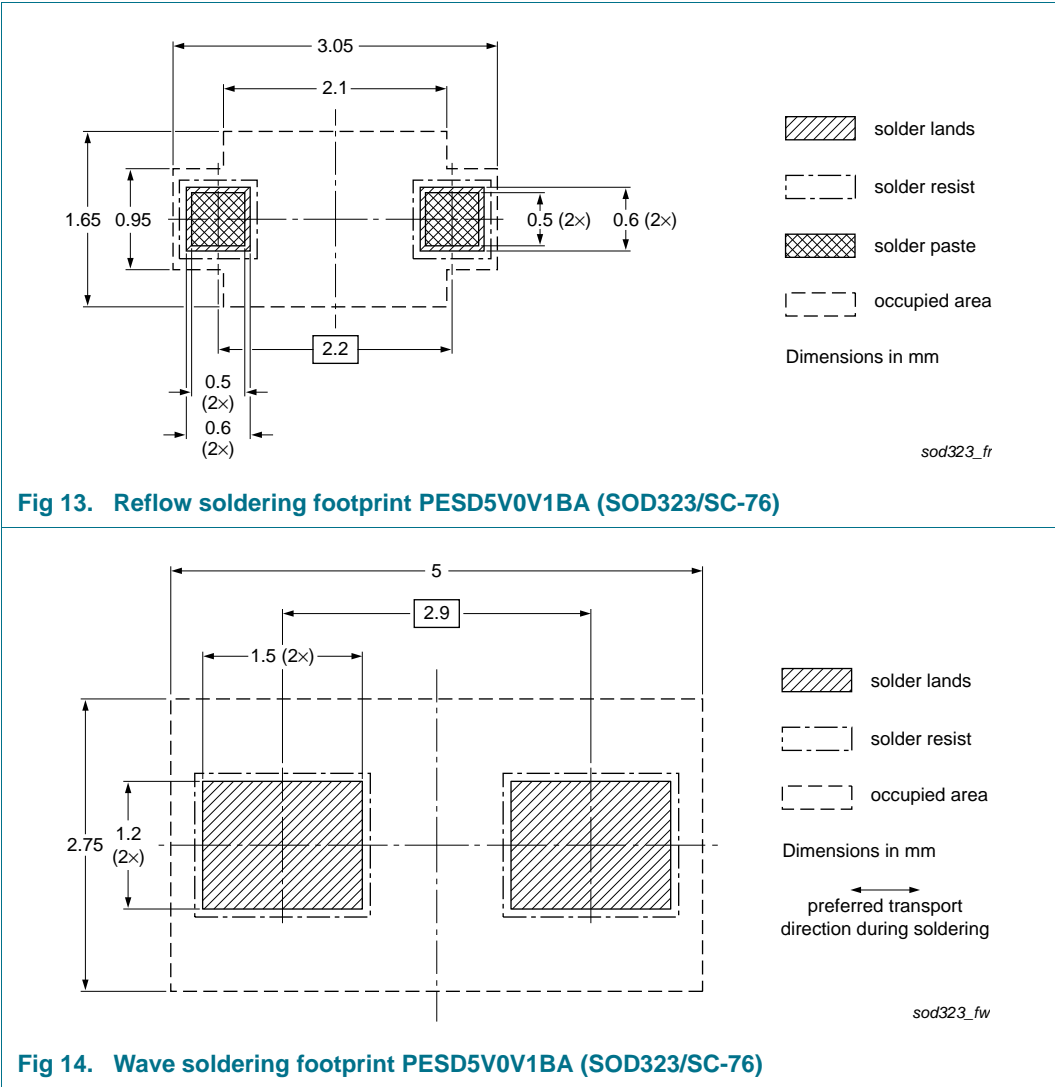 3.05
2.1
solder lands
solder resist
1.65 0.95 0.5 (2×) 0.6 (2×)
solder paste
occupied area
2.2
Dimensions in mm
0.5
(2×)
0.6
(2×)
sod323_fr
Fig 13. Reflow soldering footprint PESD5V0V1BA (SOD323/SC-76)
5
2.9
1.5 (2×)
solder lands
solder resist
occupied area
2.75 1.2
(2×)
Dimensions in mm
preferred transport
direction during soldering
sod323_fw
Fig 14. Wave soldering footprint PESD5V0V1BA (SOD323/SC-76)